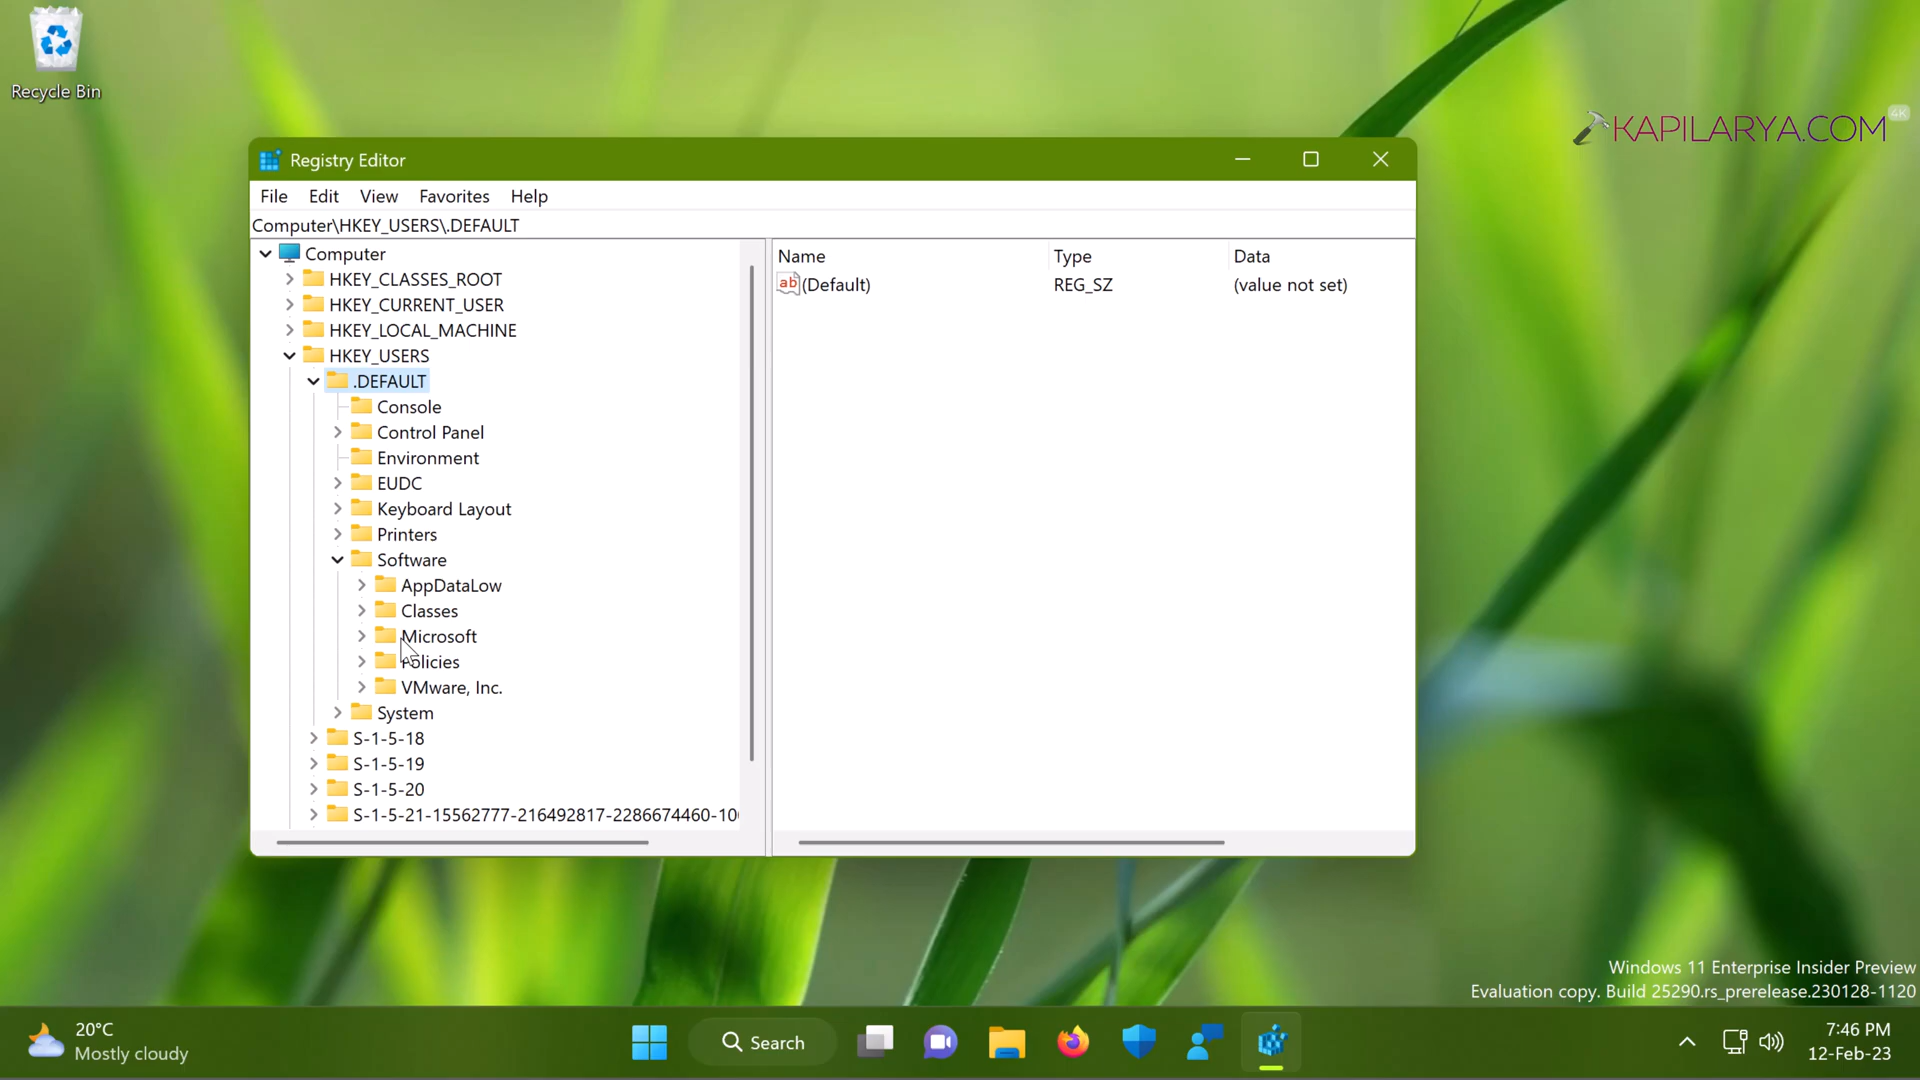 Recycle Bin
KAPILARYA.COM
4K
Registry Editor
File Edit View Favorites Help
Computer\HKEY_USERS\.DEFAULT
Computer
HKEY_CLASSES_ROOT
HKEY_CURRENT_USER
HKEY_LOCAL_MACHINE
HKEY_USERS
.DEFAULT
Console
Control Panel
Environment
EUDC
Keyboard Layout
Printers
Software
AppDataLow
Classes
Microsoft
Policies
VMware, Inc.
System
S-1-5-18
S-1-5-19
S-1-5-20
S-1-5-21-15562777-216492817-2286674460-10
Name Type Data
ab (Default) REG_SZ (value not set)
Windows 11 Enterprise Insider Preview
Evaluation copy. Build 25290.rs_prerelease.230128-1120
20°C
Mostly cloudy
Search
7:46 PM
12-Feb-23